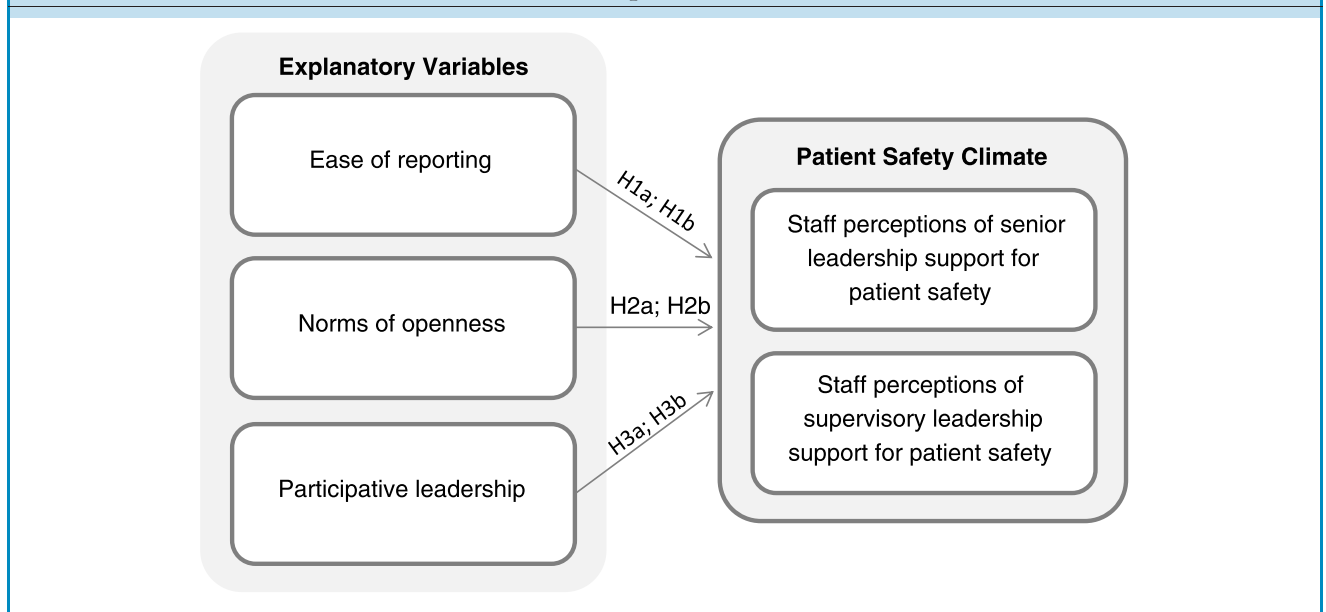 Explanatory Variables
Ease of reporting
Norms of openness
Participative leadership
H1a; H1b
H2a; H2b
H3a; H3b
Patient Safety Climate
Staff perceptions of senior
leadership support for
patient safety
Staff perceptions of
supervisory leadership
support for patient safety